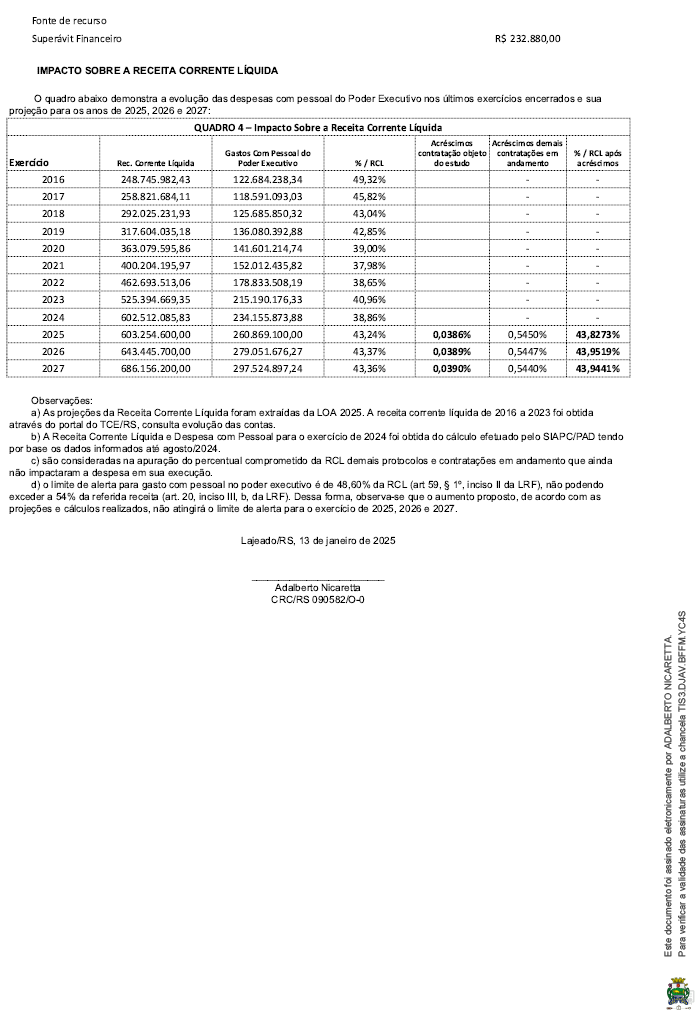 Fonte de recurso
Superávit Financeiro R$ 232.880,00
IMPACTO SOBRE A RECEITA CORRENTE LÍQUIDA
O quadro abaixo demonstra a evolução das despesas com pessoal do Poder Executivo nos últimos exercícios encerrados e sua
projeção para os anos de 2025, 2026 e 2027:
QUADRO 4 – Impacto Sobre a Receita Corrente Líquida
Exercício Rec. Corrente Líquida Gastos Com Pessoal do Poder Executivo % / RCL Acréscimos contratação objeto do estudo Acréscimos demais contratações em andamento % / RCL após acréscimos
2016 248.745.982,43 122.684.238,34 49,32% - -
2017 258.821.684,11 118.591.093,03 45,82% - -
2018 292.025.231,93 125.685.850,32 43,04% - -
2019 317.604.035,18 136.080.392,88 42,85% - -
2020 363.079.595,86 141.601.214,74 39,00% - -
2021 400.204.195,97 152.012.435,82 37,98% - -
2022 462.693.513,06 178.833.508,19 38,65% - -
2023 525.394.669,35 215.190.176,33 40,96% - -
2024 602.512.085,83 234.155.873,88 38,86% - -
2025 603.254.600,00 260.869.100,00 43,24% 0,0386% 0,5450% 43,8273%
2026 643.445.700,00 279.051.676,27 43,37% 0,0389% 0,5447% 43,9519%
2027 686.156.200,00 297.524.897,24 43,36% 0,0390% 0,5440% 43,9441%
Observações:
a) As projeções da Receita Corrente Líquida foram extraídas da LOA 2025. A receita corrente líquida de 2016 a 2023 foi obtida
através do portal do TCE/RS, consulta evolução das contas.
b) A Receita Corrente Líquida e Despesa com Pessoal para o exercício de 2024 foi obtida do cálculo efetuado pelo SIAPC/PAD tendo
por base os dados informados até agosto/2024.
c) são consideradas na apuração do percentual comprometido da RCL demais protocolos e contratações em andamento que ainda
não impactaram a despesa em sua execução.
d) o limite de alerta para gasto com pessoal no poder executivo é de 48,60% da RCL (art 59, § 1º, inciso II da LRF), não podendo
exceder a 54% da referida receita (art. 20, inciso III, b, da LRF). Dessa forma, observa-se que o aumento proposto, de acordo com as
projeções e cálculos realizados, não atingirá o limite de alerta para o exercício de 2025, 2026 e 2027.
Lajeado/RS, 13 de janeiro de 2025
Adalberto Nicaretta
CRC/RS 090582/O-0
Este documento foi assinado eletronicamente por ADALBERTO NICARETTA.
Para verificar a validade das assinaturas utilize a chancela TIS3.DJAV.BFFM.YC4S